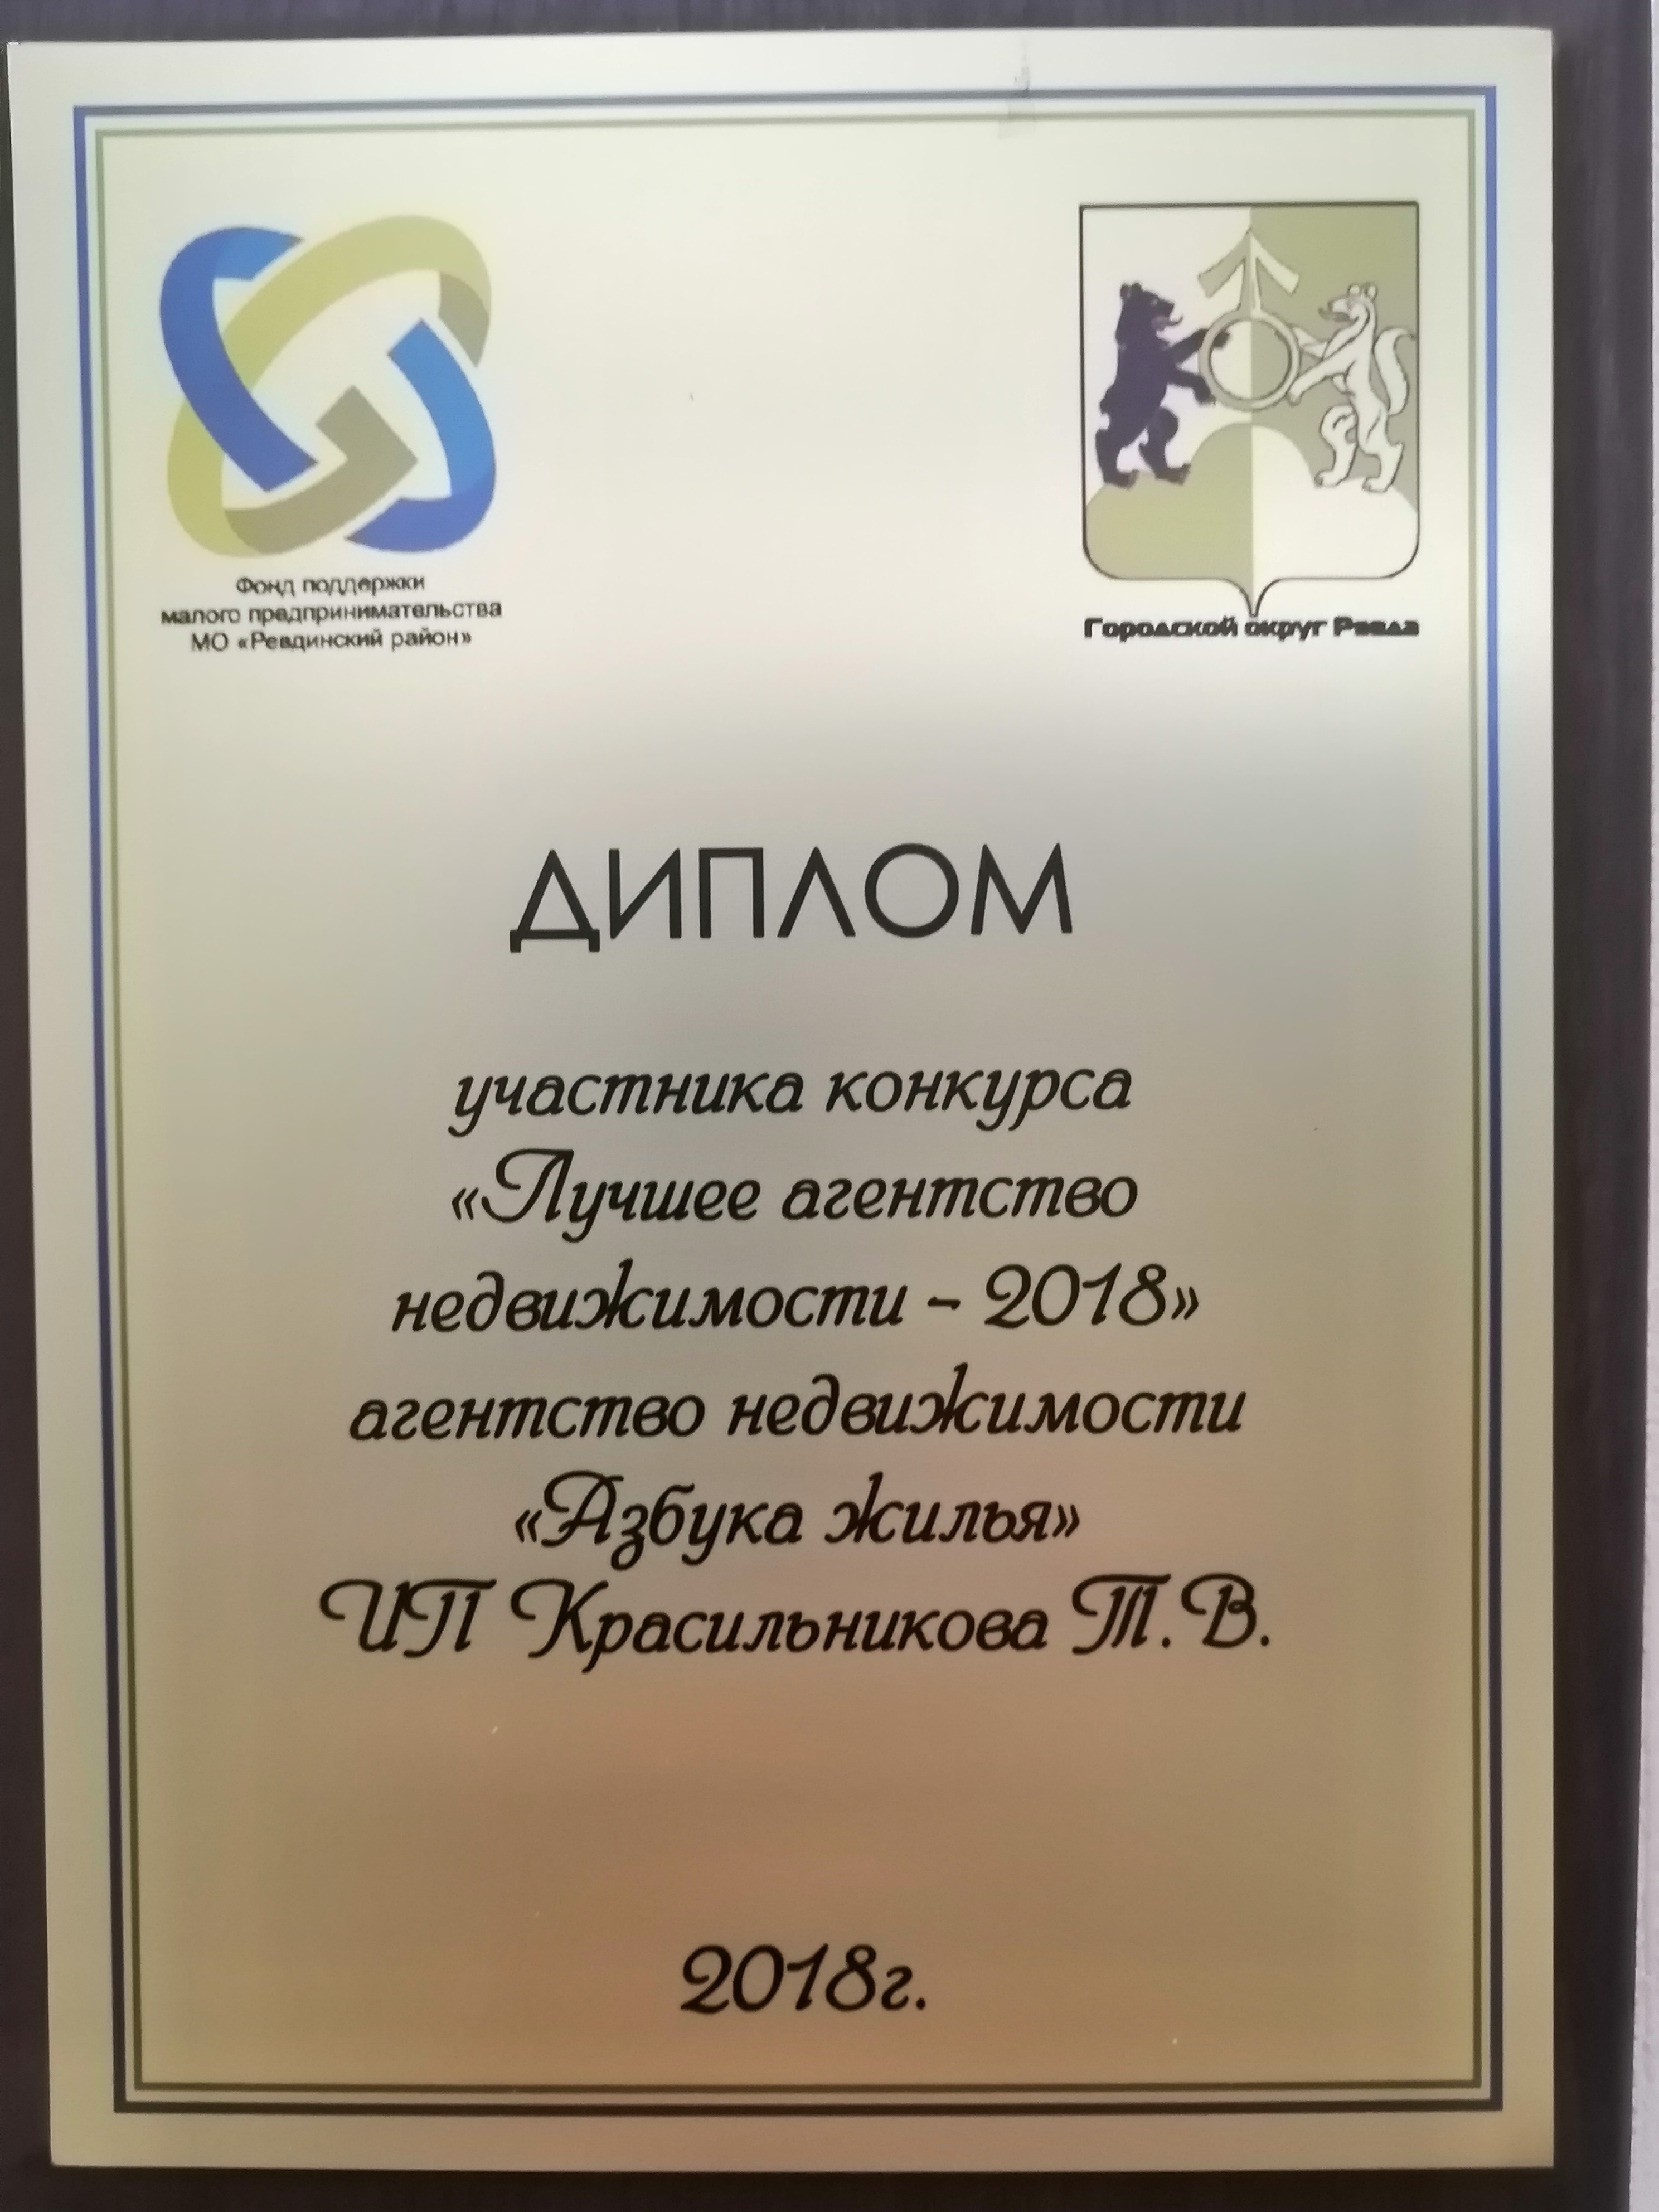 Фонд поддержки
малого предпринимательства
МО «Ревдинский район»
Городской округ Ревда
ДИПЛОМ
участника конкурса
«Лучшее агентство
недвижимости - 2018»
агентство недвижимости
«Азбука жилья»
ИП Красильникова Т.В.
2018г.